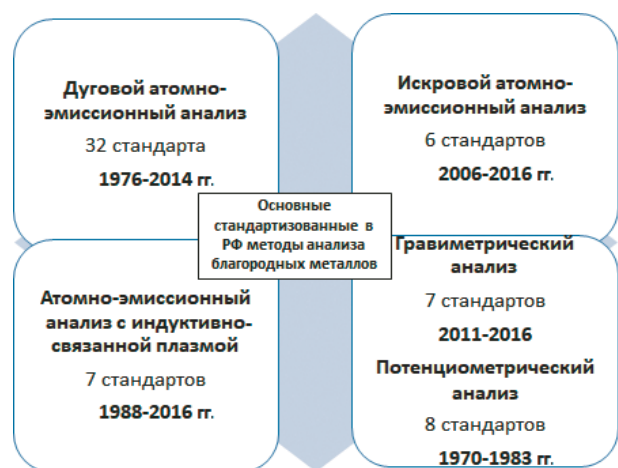 Дуговой атомно-
эмиссионный анализ
32 стандарта
1976-2014 гг.
Искровой атомно-
эмиссионный анализ
6 стандартов
2006-2016 гг.
Основные
стандартизованные в
РФ методы анализа
благородных металлов
Атомно-эмиссионный
анализ с индуктивно-
связанной плазмой
7 стандартов
1988-2016 гг.
Гравиметрический
анализ
7 стандартов
2011-2016
Потенциометрический
анализ
8 стандартов
1970-1983 гг.